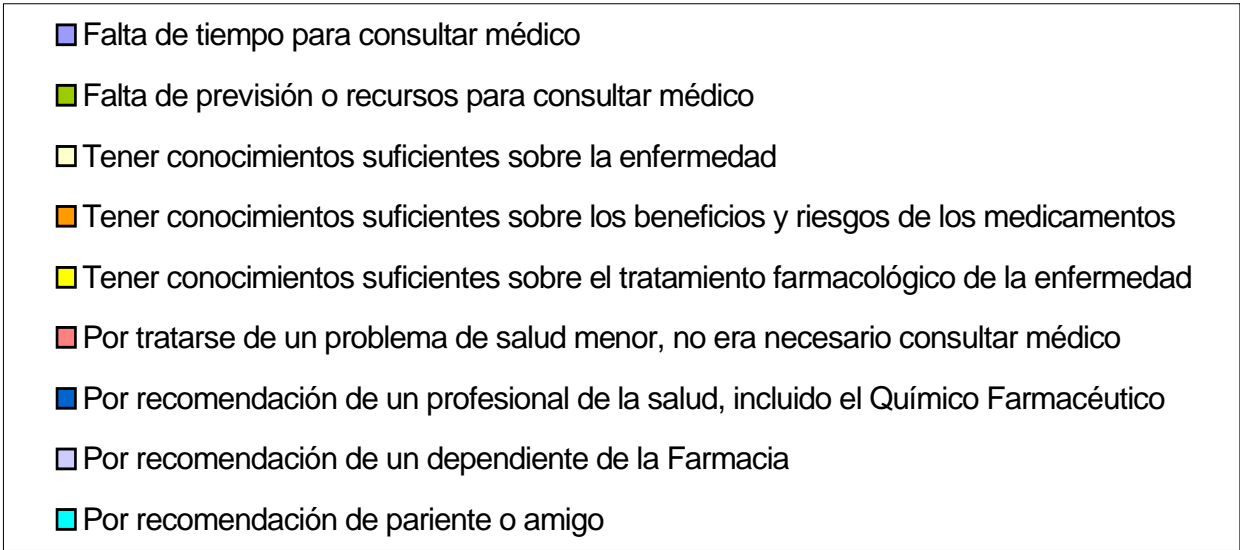 Falta de tiempo para consultar médico
Falta de previsión o recursos para consultar médico
Tener conocimientos suficientes sobre la enfermedad
Tener conocimientos suficientes sobre los beneficios y riesgos de los medicamentos
Tener conocimientos suficientes sobre el tratamiento farmacológico de la enfermedad
Por tratarse de un problema de salud menor, no era necesario consultar médico
Por recomendación de un profesional de la salud, incluido el Químico Farmacéutico
Por recomendación de un dependiente de la Farmacia
Por recomendación de pariente o amigo